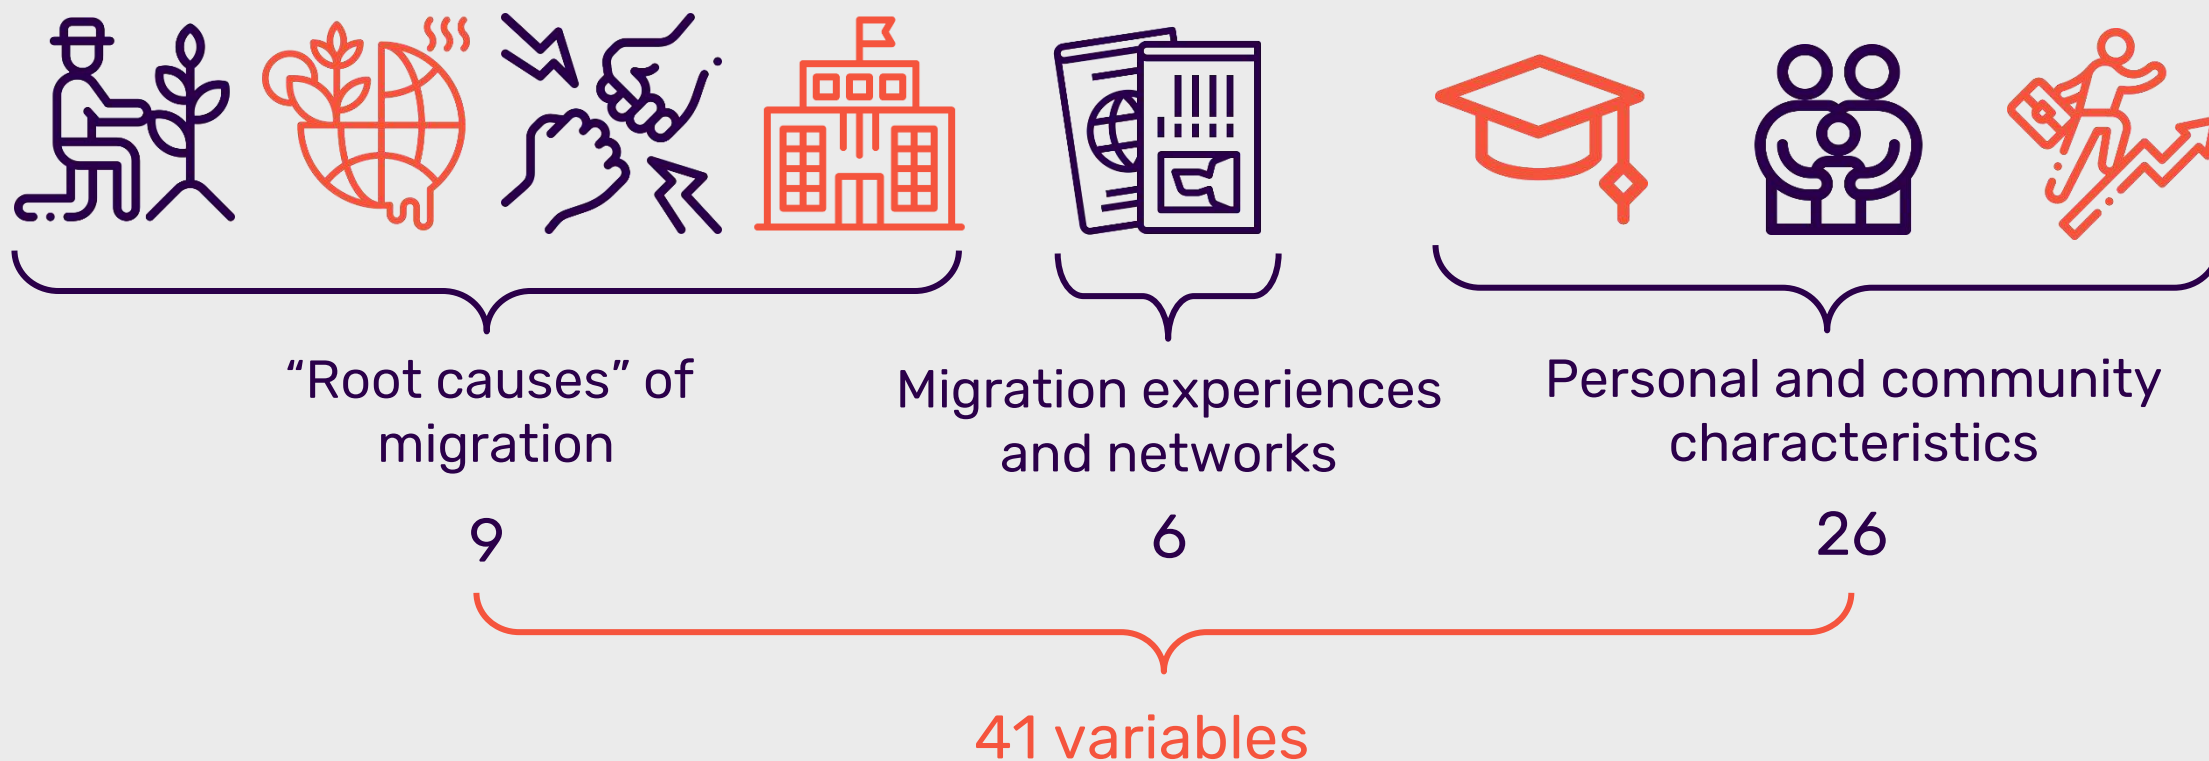 “Root causes” of
migration
9
Migration experiences
and networks
6
Personal and community
characteristics
26
41 variables